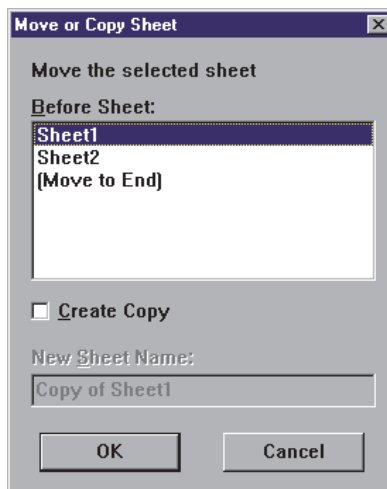 Move or Copy Sheet
Move the selected sheet
Before Sheet:
Sheet1
Sheet2
(Move to End)
Create Copy
New Sheet Name:
Copy of Sheet1
OK
Cancel